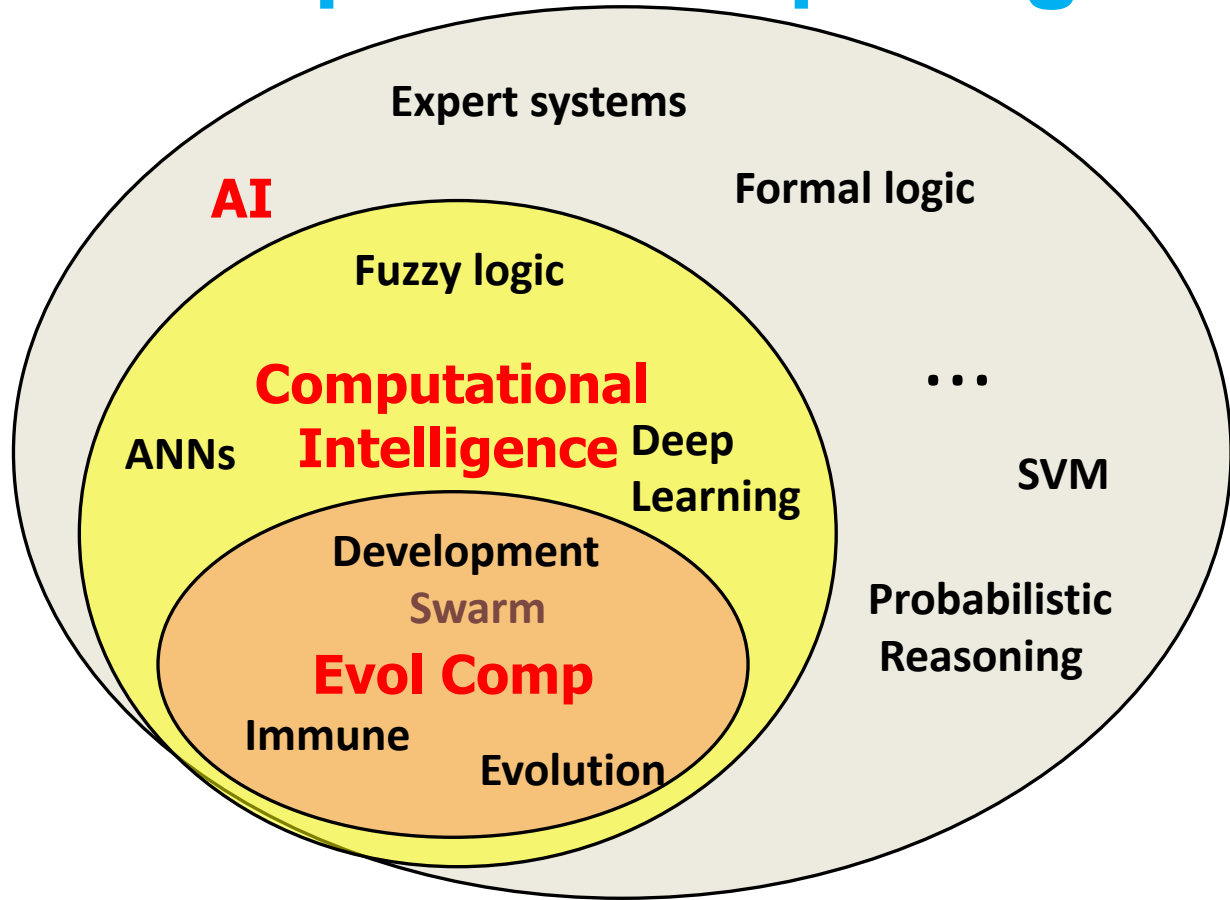 Expert systems
AI
Formal logic
Fuzzy logic
...
Computational
Intelligence
ANNs
Deep
Learning
SVM
Development
Swarm
Probabilistic
Reasoning
Evol Comp
Immune
Evolution